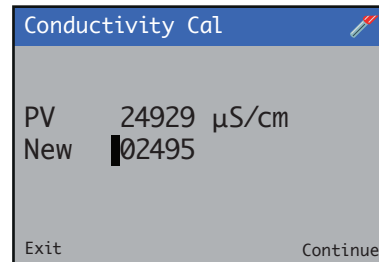 Conductivity Cal
PV 24929 µS/cm
New 02495
Exit Continue